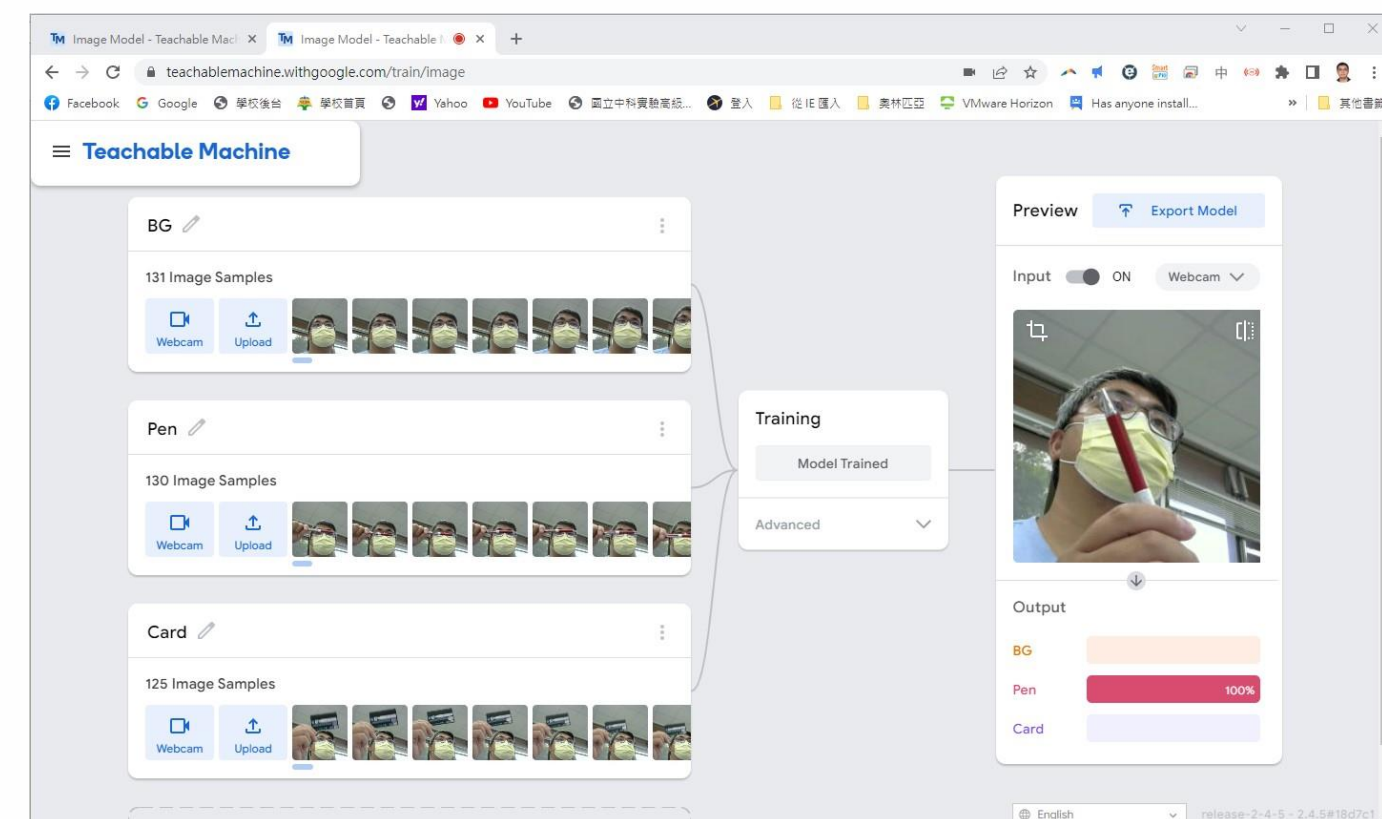 Image Model - Teachable Mac
Image Model - Teachable
teachablemachine.withgoogle.com/train/image
Facebook Google 學校後台 學校首頁 Yahoo YouTube 國立中科實驗高級... 登入 從 IE 匯入 奧林匹亞 VMware Horizon Has anyone install... » 其他書籤
Teachable Machine
BG
131 Image Samples
Webcam Upload
Pen
130 Image Samples
Webcam Upload
Card
125 Image Samples
Webcam Upload
Training
Model Trained
Advanced
Preview Export Model
Input ON Webcam
Output
BG
Pen 100%
Card
English release-2-4-5 - 2.4.5#18d7c1